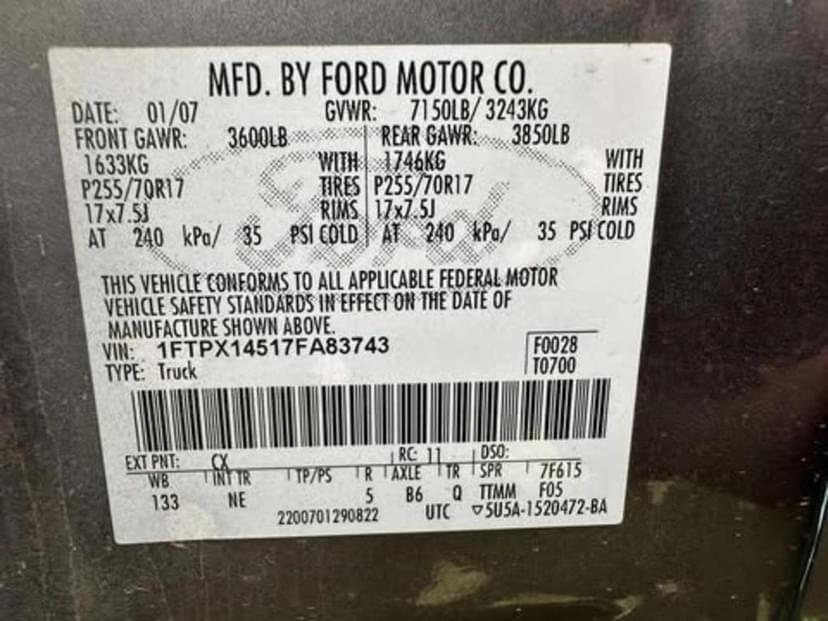 MFD. BY FORD MOTOR CO.
DATE: 01/07 GVWR: 7150LB/ 3243KG
FRONT GAWR: 3600LB REAR GAWR: 3850LB
1633KG WITH 1746KG WITH
P255/70R17 TIRES P255/70R17 TIRES
17x7.5J RIMS 17x7.5J RIMS
AT 240 kPa/ 35 PSI COLD AT 240 kPa/ 35 PSI COLD
Ford
THIS VEHICLE CONFORMS TO ALL APPLICABLE FEDERAL MOTOR
VEHICLE SAFETY STANDARDS IN EFFECT ON THE DATE OF
MANUFACTURE SHOWN ABOVE.
VIN: 1FTPX14517FA83743 F0028
TYPE: Truck T0700
EXT PNT: CX RC: 11 DSO:
WB INT TR TP/PS R AXLE TR SPR 7F615
133 NE 5 B6 Q TTMM F05
2200701290822 UTC ▽5U5A-1520472-BA